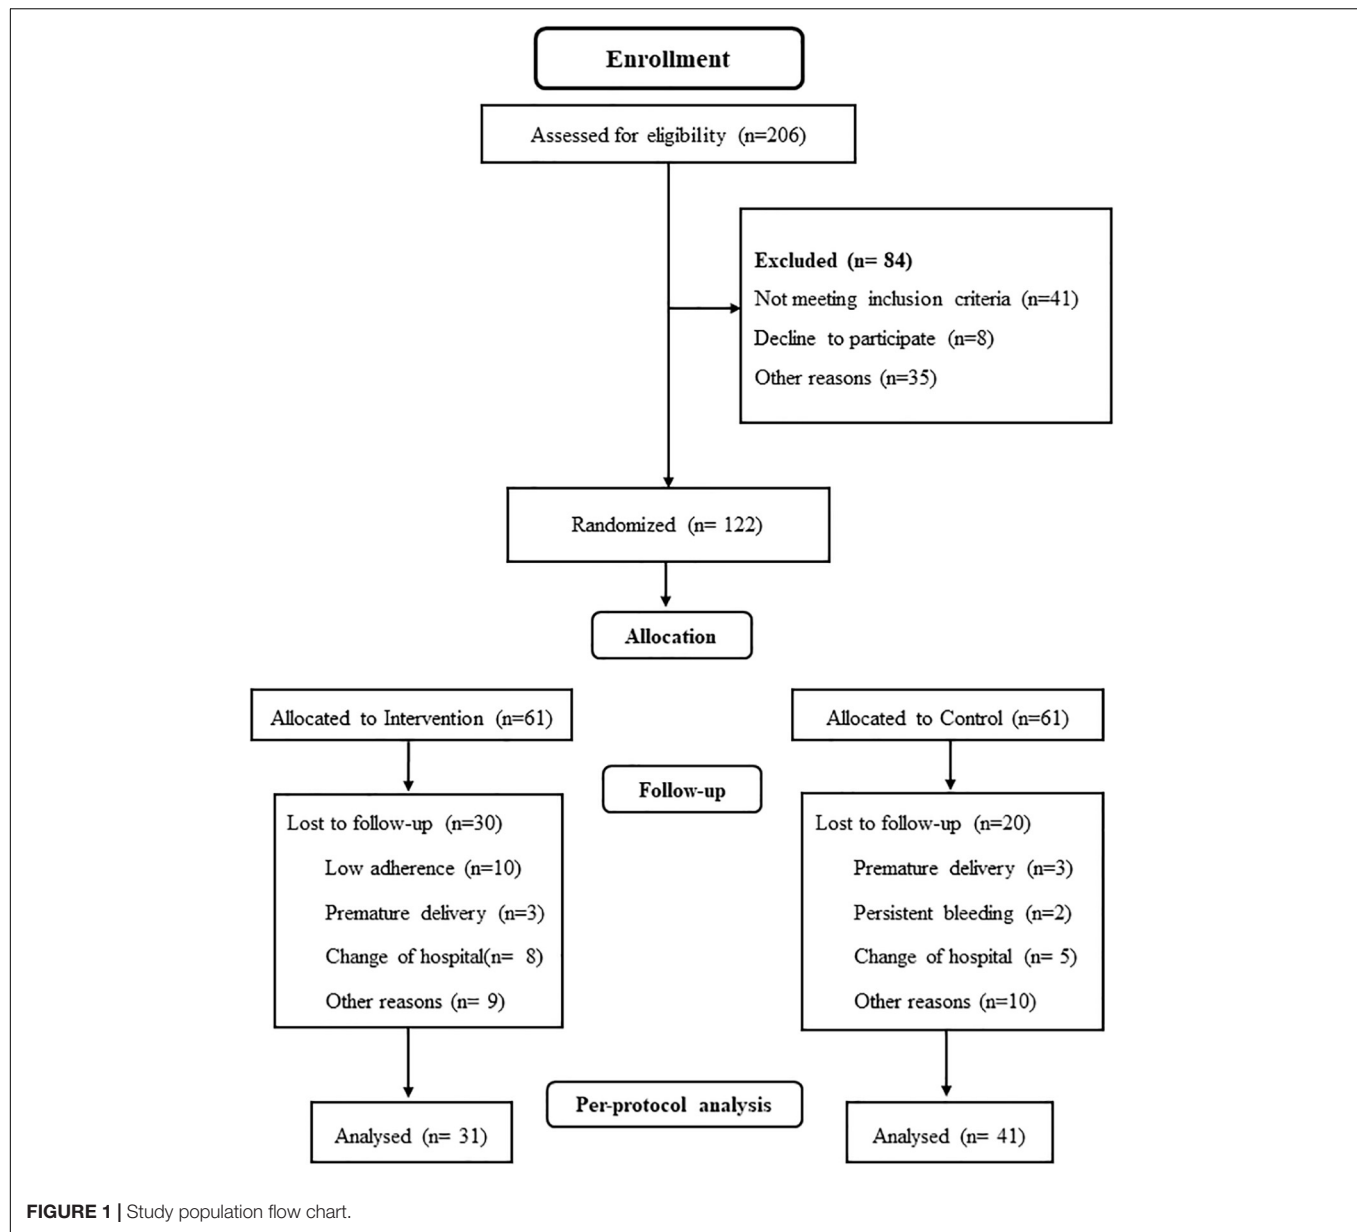 Enrollment
Assessed for eligibility (n=206)
Excluded (n= 84)
Not meeting inclusion criteria (n=41)
Decline to participate (n=8)
Other reasons (n=35)
Randomized (n= 122)
Allocation
Allocated to Intervention (n=61)
Allocated to Control (n=61)
Follow-up
Lost to follow-up (n=30)
Low adherence (n=10)
Premature delivery (n=3)
Change of hospital(n= 8)
Other reasons (n= 9)
Lost to follow-up (n=20)
Premature delivery (n=3)
Persistent bleeding (n=2)
Change of hospital (n= 5)
Other reasons (n=10)
Per-protocol analysis
Analysed (n= 31)
Analysed (n= 41)
FIGURE 1 | Study population flow chart.